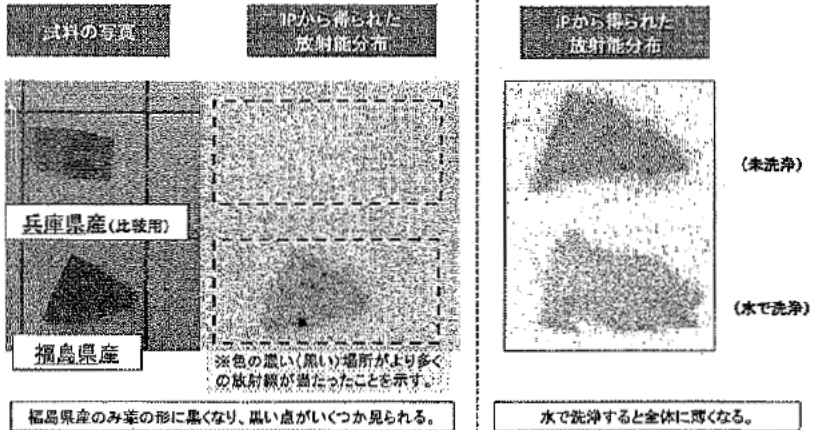 試料の写真
IPから得られた
放射能分布
兵庫県産(比較用)
福島県産
※色の濃い(黒い)場所がより多く
の放射線が当たったことを示す。
福島県産のみ葉の形に黒くなり、黒い点がいくつか見られる。
IPから得られた
放射能分布
(未洗浄)
(水で洗浄)
水で洗浄すると全体に薄くなる。